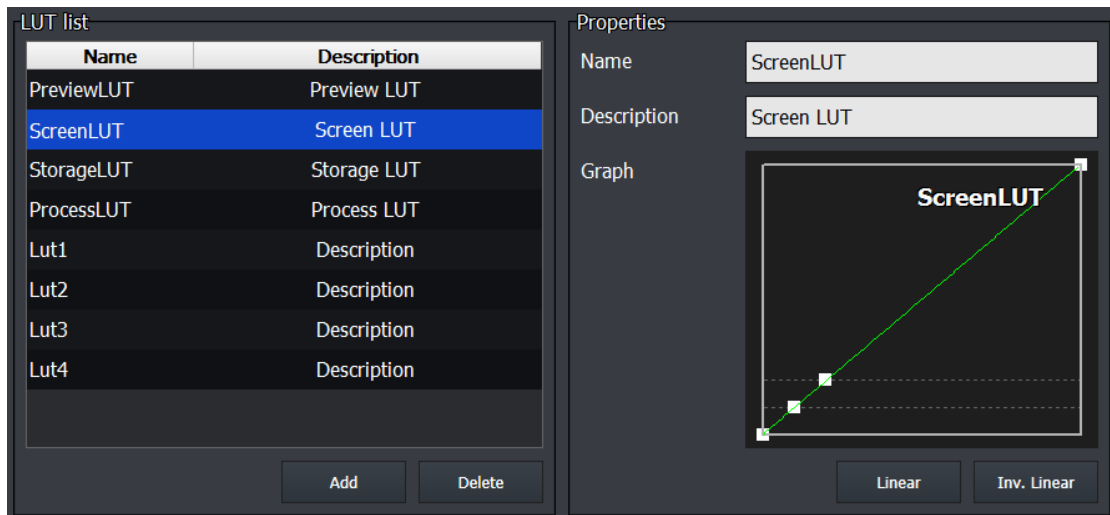 LUT list
Name Description
PreviewLUT Preview LUT
ScreenLUT Screen LUT
StorageLUT Storage LUT
ProcessLUT Process LUT
Lut1 Description
Lut2 Description
Lut3 Description
Lut4 Description
Add Delete
Properties
Name ScreenLUT
Description Screen LUT
Graph
ScreenLUT
Linear Inv. Linear